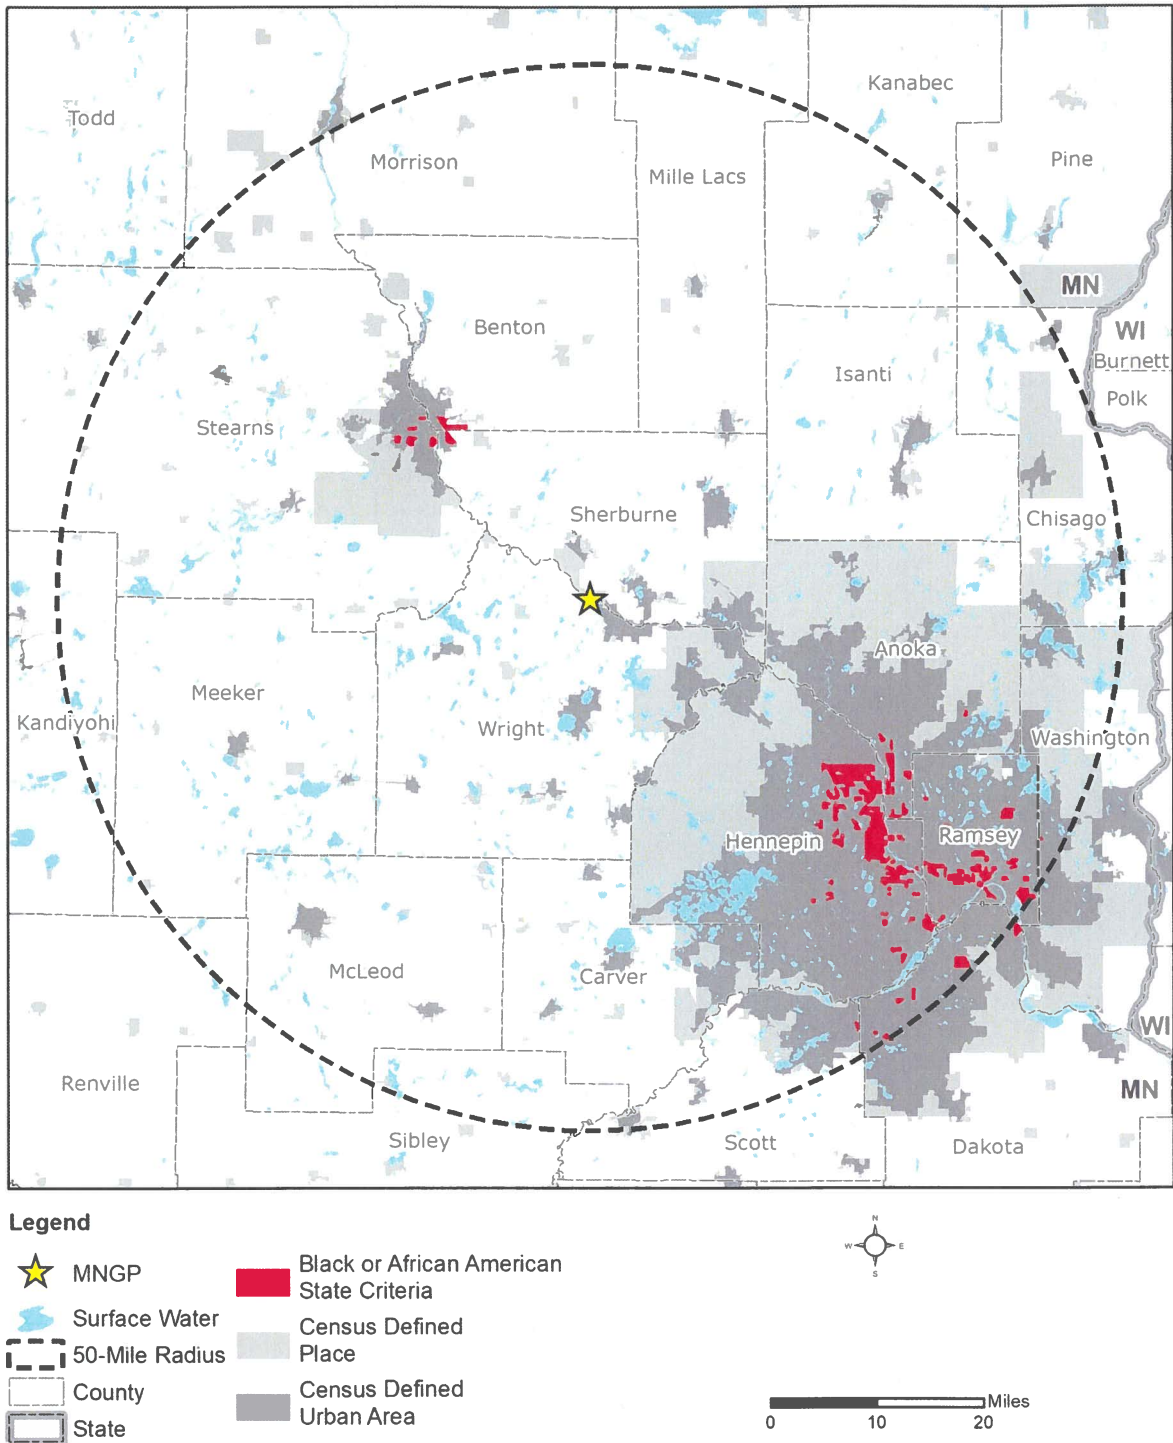 Kanabec
Todd
Morrison
Mille Lacs
Pine
MN
WI
Benton
Burnett
Isanti
Polk
Stearns
Sherburne
Chisago
Anoka
Meeker
Kandiyohi
Wright
Washington
Hennepin
Ramsey
McLeod
Carver
WI
Renville
MN
Sibley
Scott
Dakota
Legend
MNGP
Surface Water
50-Mile Radius
County
State
Black or African American
State Criteria
Census Defined
Place
Census Defined
Urban Area
N
W E
S
Miles
0 10 20